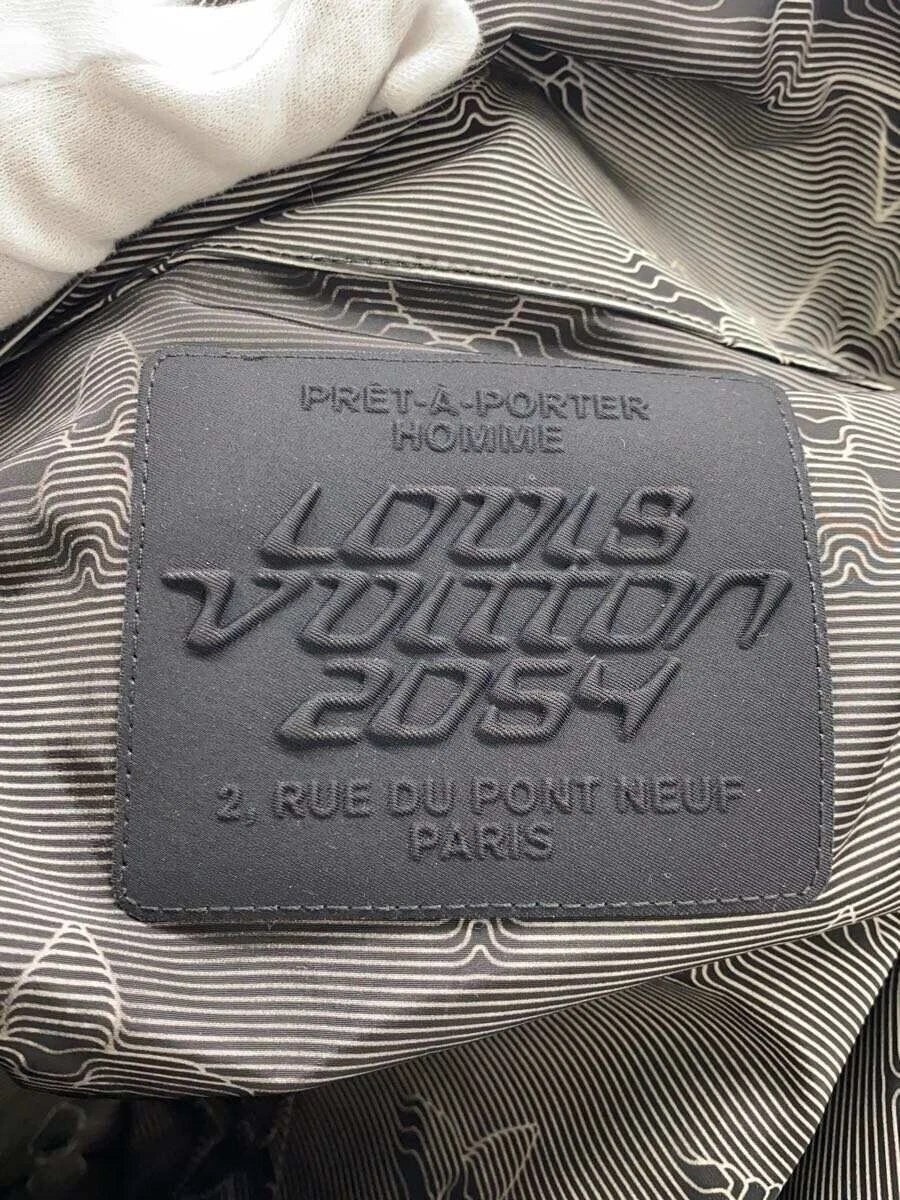 PRÊT-À-PORTER
HOMME
LOUIS
VUITTON
2054
2, RUE DU PONT NEUF
PARIS